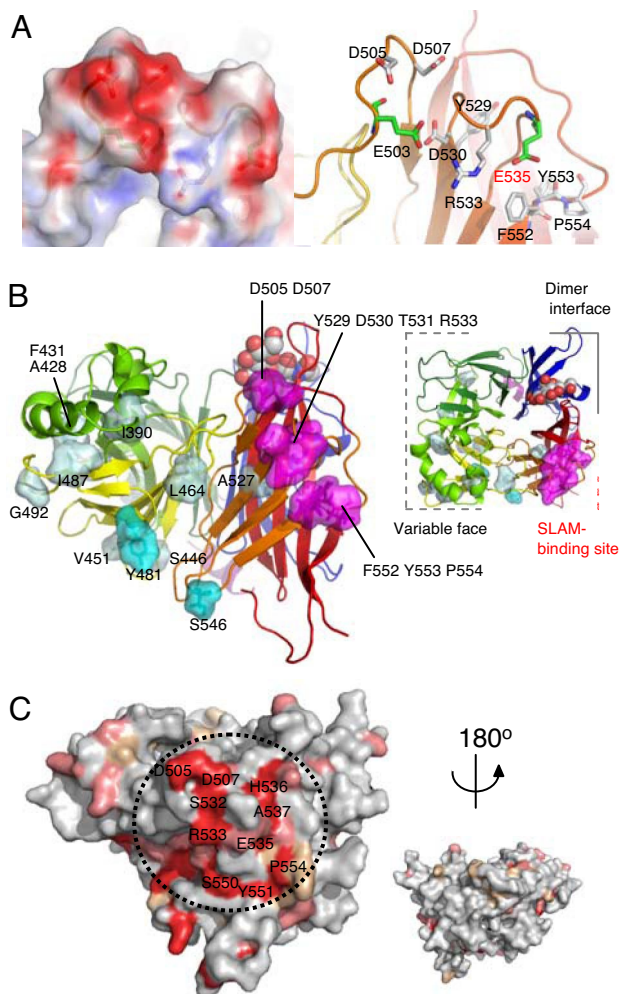 A
D505
D507
Y529
E503
D530
E535
Y553
R533
F552
P554
B
D505 D507
Y529 D530 T531 R533
Dimer
interface
F431
A428
I390
I487
L464
A527
G492
Variable face
SLAM-
binding site
V451
S446
Y481
F552 Y553 P554
S546
C
180º
D505
D507
H536
S532
A537
R533
E535
P554
S550
Y551